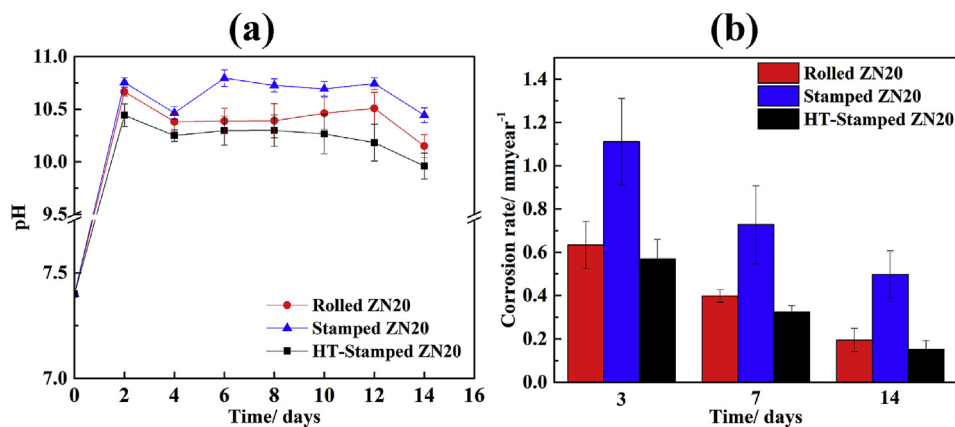 (a)
pH
11.0
10.5
10.0
9.5
7.5
7.0
0 2 4 6 8 10 12 14 16
Time/ days
Rolled ZN20
Stamped ZN20
HT-Stamped ZN20
(b)
Corrosion rate/ mmyear⁻¹
1.4
1.2
1.0
0.8
0.6
0.4
0.2
0.0
3 7 14
Time/ days
Rolled ZN20
Stamped ZN20
HT-Stamped ZN20